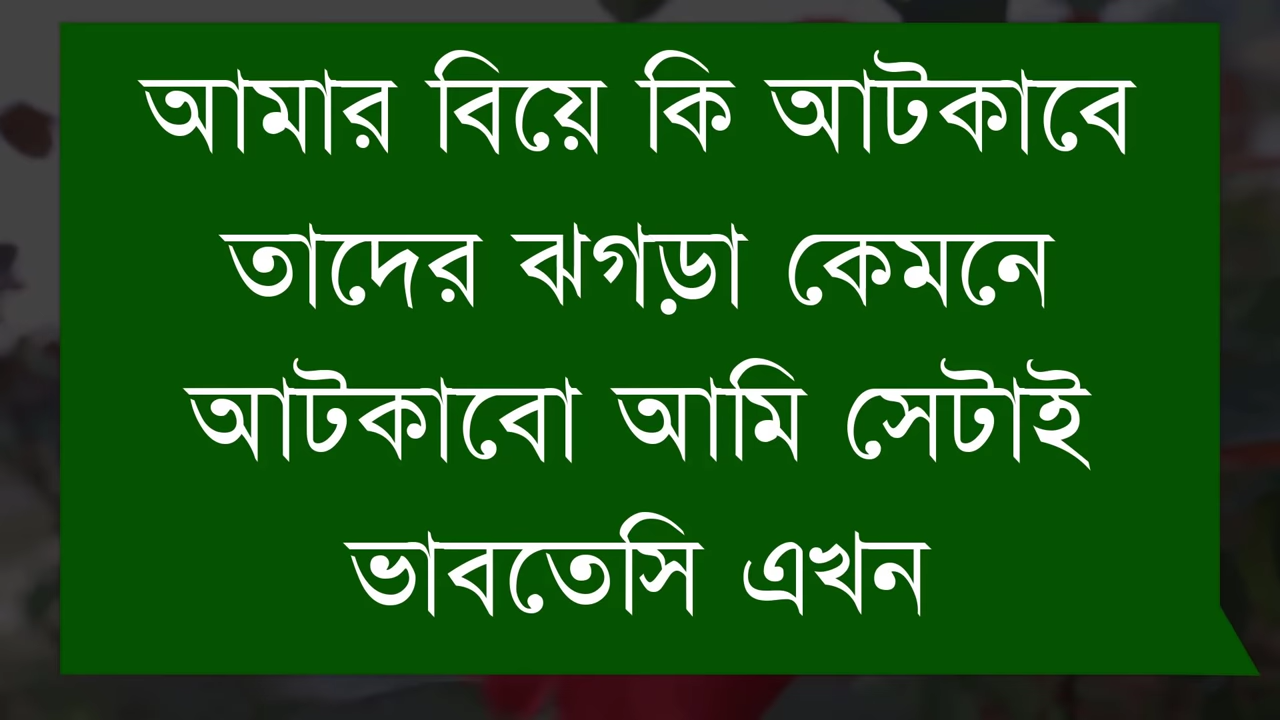 আমার বিয়ে কি আটকাবে
তাদের ঝগড়া কেমনে
আটকাবো আমি সেটাই
ভাবতেসি এখন